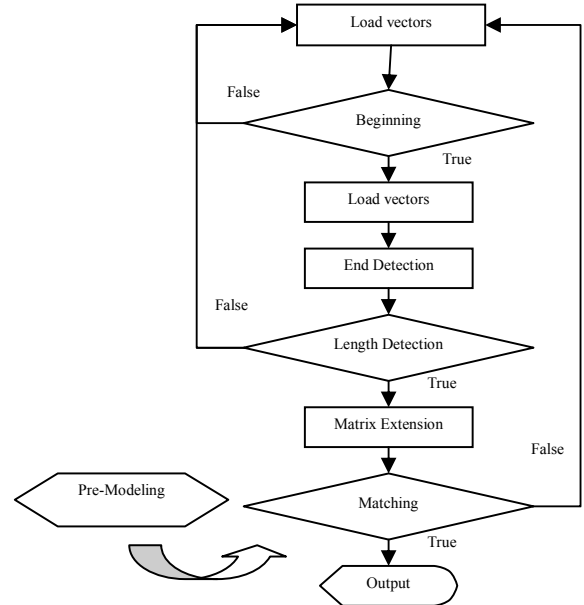 Load vectors
False
Beginning
True
Load vectors
End Detection
False
Length Detection
True
Matrix Extension
False
Pre-Modeling
Matching
True
Output